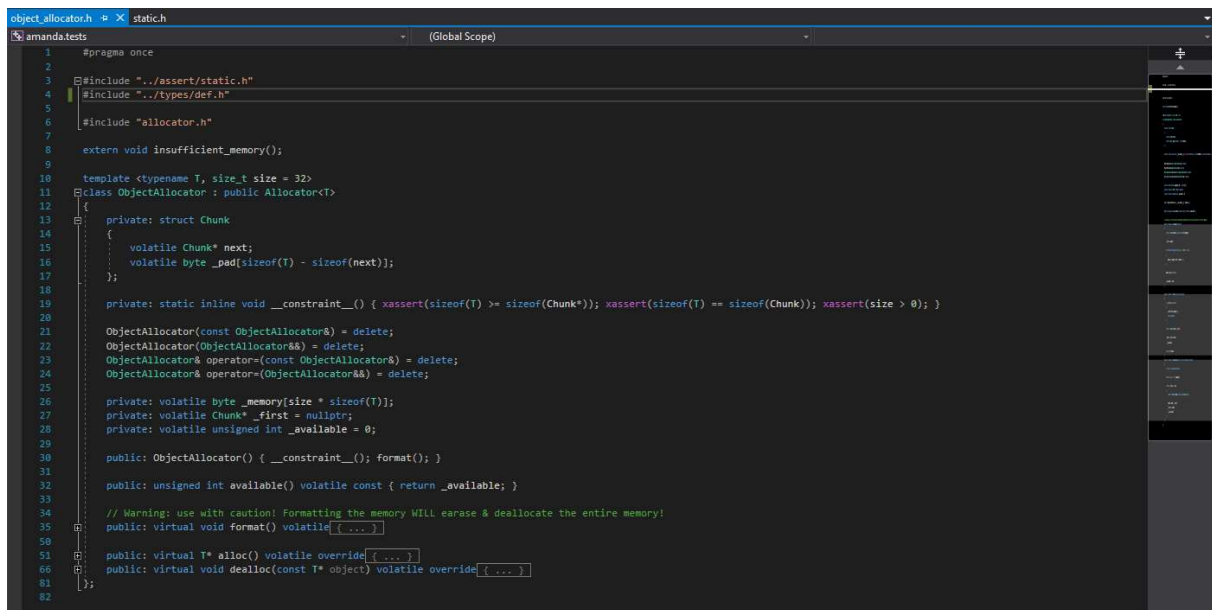 object_allocator.h static.h
amanda.tests (Global Scope)
1 #pragma once
2
3 #include "../assert/static.h"
4 #include "../types/def.h"
5
6 #include "allocator.h"
7
8 extern void insufficient_memory();
9
10 template <typename T, size_t size = 32>
11 class ObjectAllocator : public Allocator<T>
12 {
13 private: struct Chunk
14 {
15 volatile Chunk* next;
16 volatile byte _pad[sizeof(T) - sizeof(next)];
17 };
18
19 private: static inline void __constraint__() { xassert(sizeof(T) >= sizeof(Chunk*)); xassert(sizeof(T) == sizeof(Chunk)); xassert(size > 0); }
20
21 ObjectAllocator(const ObjectAllocator&) = delete;
22 ObjectAllocator(ObjectAllocator&&) = delete;
23 ObjectAllocator& operator=(const ObjectAllocator&) = delete;
24 ObjectAllocator& operator=(ObjectAllocator&&) = delete;
25
26 private: volatile byte _memory[size * sizeof(T)];
27 private: volatile Chunk* _first = nullptr;
28 private: volatile unsigned int _available = 0;
29
30 public: ObjectAllocator() { __constraint__(); format(); }
31
32 public: unsigned int available() volatile const { return _available; }
33
34 // Warning: use with caution! Formatting the memory WILL earase & deallocate the entire memory!
35 public: virtual void format() volatile { ... }
50
51 public: virtual T* alloc() volatile override { ... }
66 public: virtual void dealloc(const T* object) volatile override { ... }
81 };
82